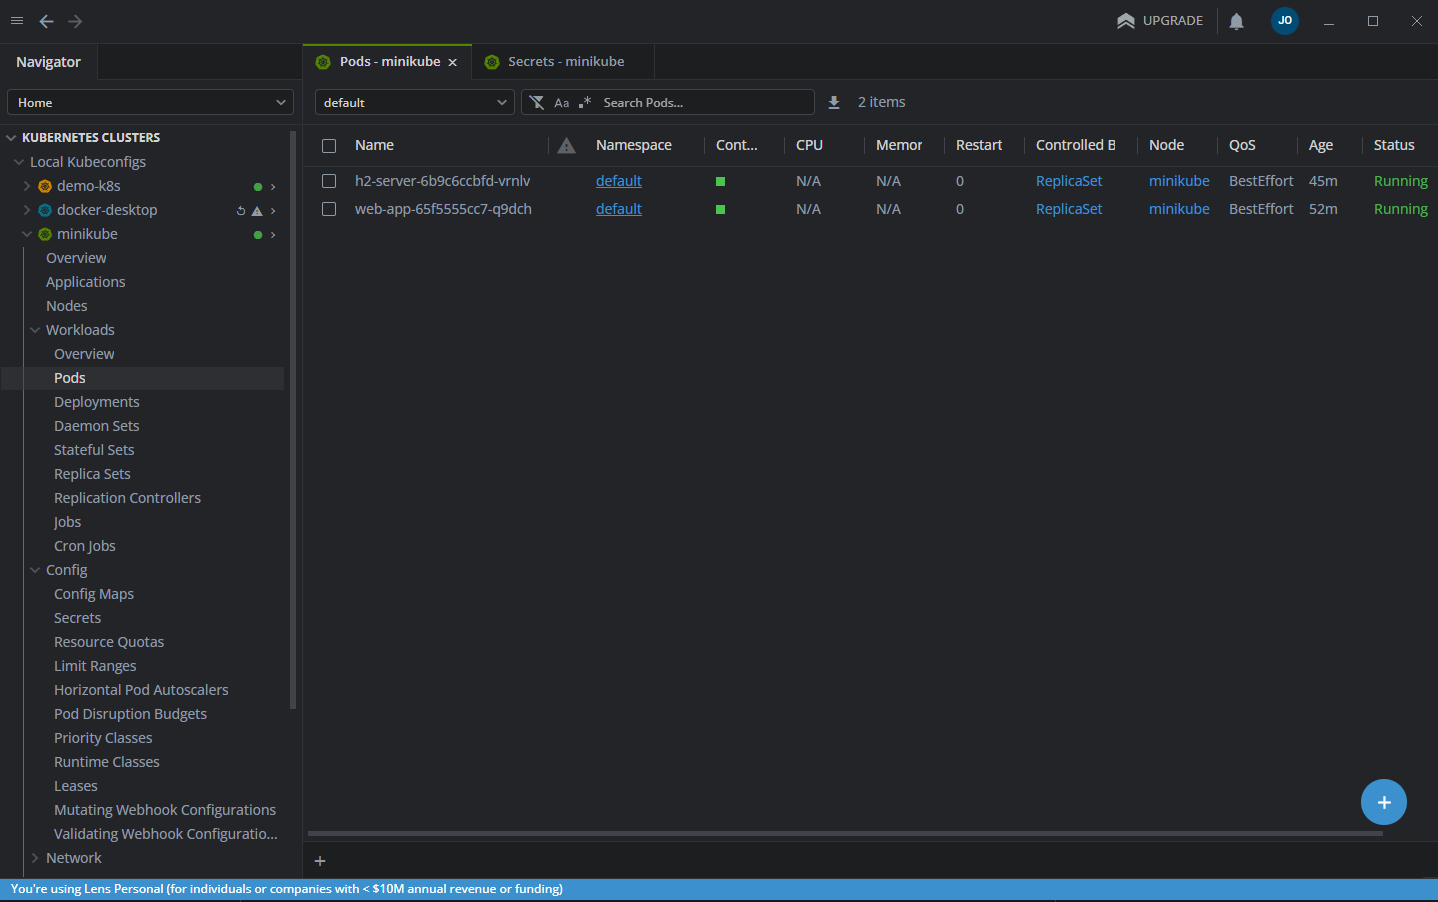 UPGRADE
JO
Navigator
Pods - minikube
Secrets - minikube
Home
default
Aa
.*
Search Pods...
2 items
KUBERNETES CLUSTERS
Local Kubeconfigs
demo-k8s
docker-desktop
minikube
Overview
Applications
Nodes
Workloads
Overview
Pods
Deployments
Daemon Sets
Stateful Sets
Replica Sets
Replication Controllers
Jobs
Cron Jobs
Config
Config Maps
Secrets
Resource Quotas
Limit Ranges
Horizontal Pod Autoscalers
Pod Disruption Budgets
Priority Classes
Runtime Classes
Leases
Mutating Webhook Configurations
Validating Webhook Configuratio...
Network
Name Namespace Cont... CPU Memor Restart Controlled B Node QoS Age Status
h2-server-6b9c6ccbfd-vrnlv default N/A N/A 0 ReplicaSet minikube BestEffort 45m Running
web-app-65f5555cc7-q9dch default N/A N/A 0 ReplicaSet minikube BestEffort 52m Running
You're using Lens Personal (for individuals or companies with < $10M annual revenue or funding)